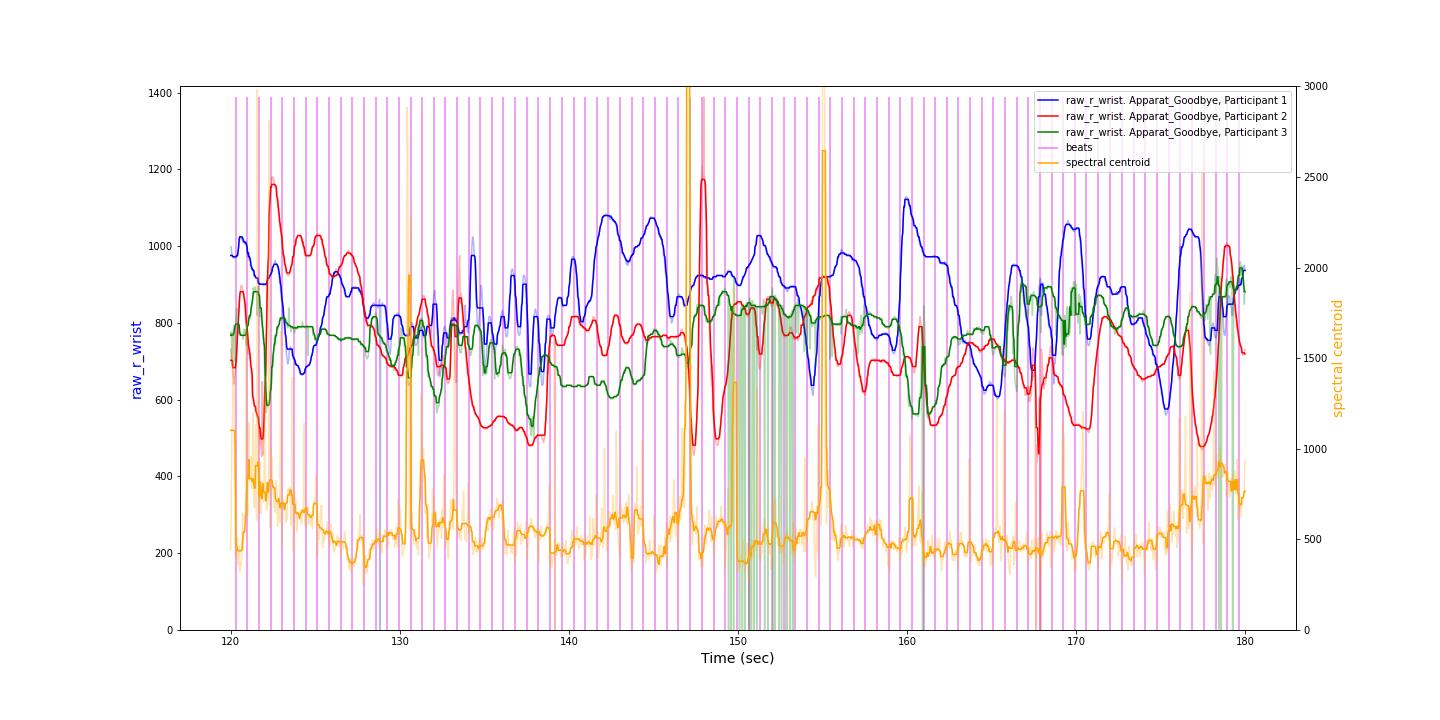 1400
1200
1000
800
600
400
200
0
raw_r_wrist
120
130
140
150
160
170
180
Time (sec)
3000
2500
2000
1500
1000
500
0
spectral centroid
raw_r_wrist. Apparat_Goodbye, Participant 1
raw_r_wrist. Apparat_Goodbye, Participant 2
raw_r_wrist. Apparat_Goodbye, Participant 3
beats
spectral centroid